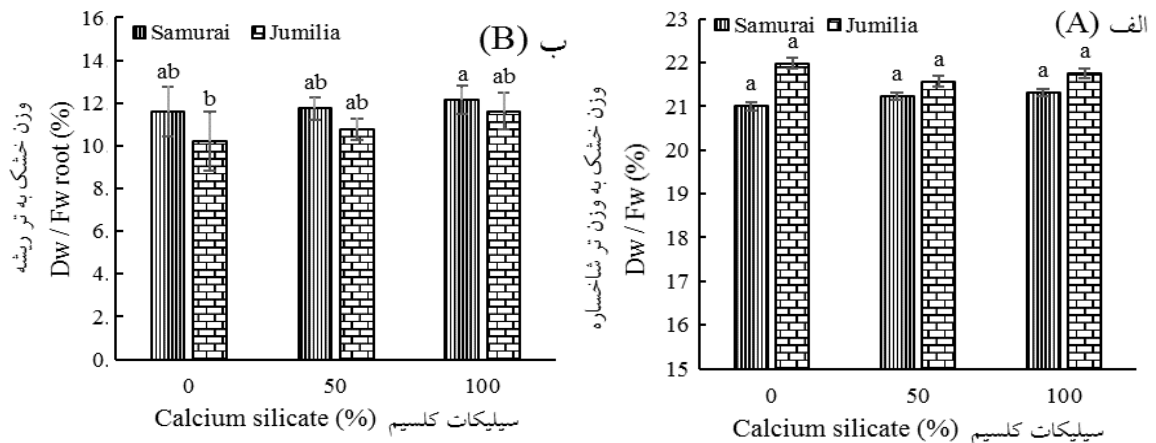 ب (B)
Samurai Jumilia
وزن خشک به تر ریشه
Dw / Fw root (%)
16.
14.
12.
10.
8.
6.
4.
2.
0.
ab b ab ab a ab
0 50 100
Calcium silicate (%) سیلیکات کلسیم
الف (A)
Samurai Jumilia
وزن خشک به وزن تر شاخساره
Dw / Fw (%)
23
22
21
20
19
18
17
16
15
a a a a a a
0 50 100
Calcium silicate (%) سیلیکات کلسیم